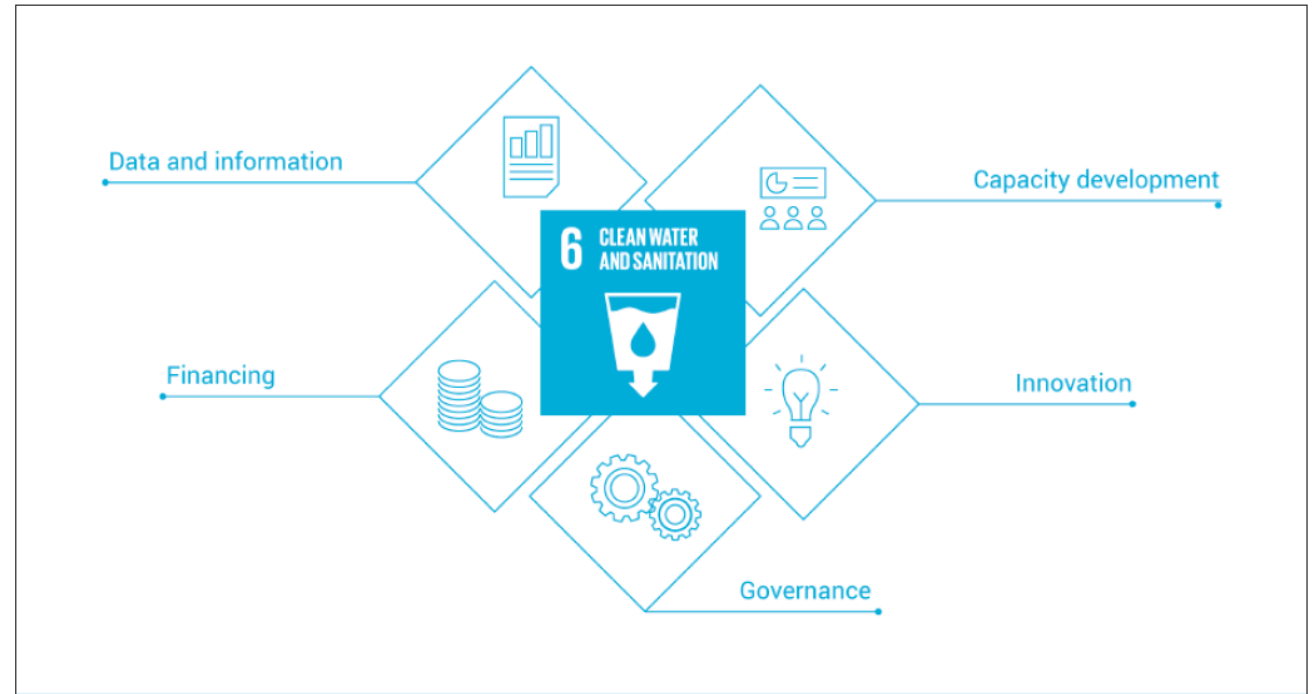 Data and information
Capacity development
6 CLEAN WATER
AND SANITATION
Financing
Innovation
Governance